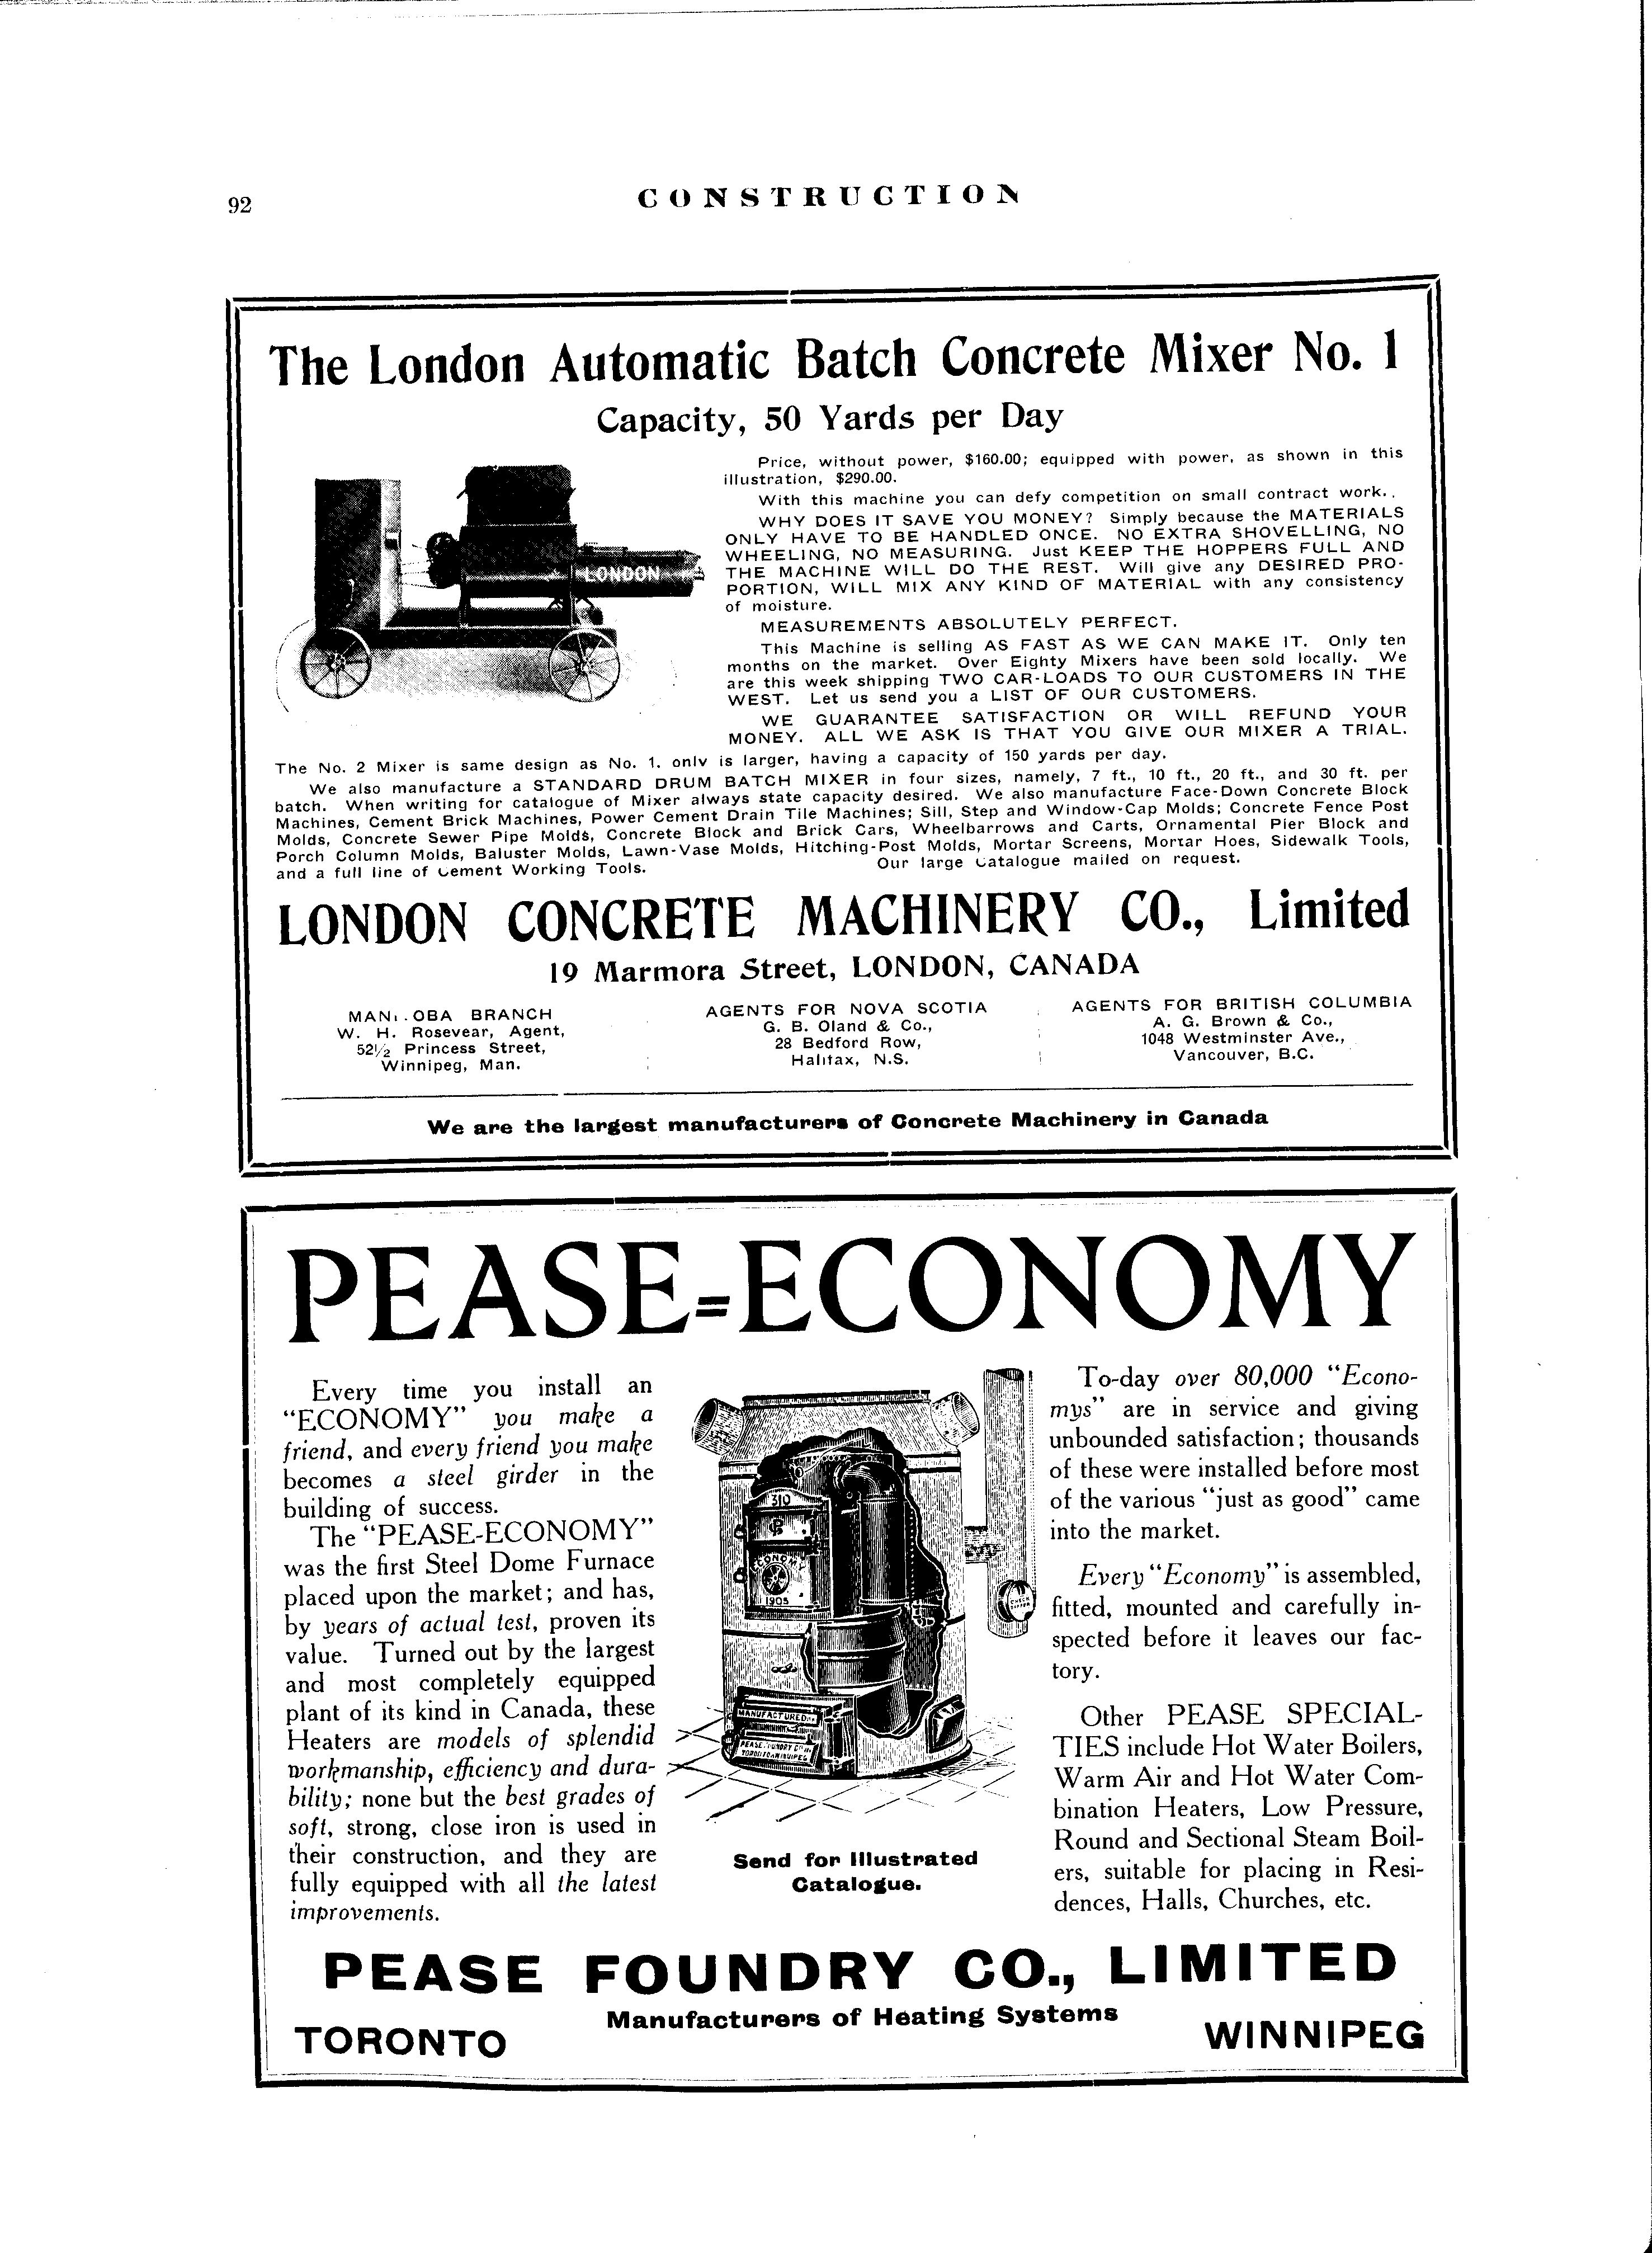 92
CONSTRUCTION
The London Automatic Batch Concrete Mixer No. 1
Capacity, 50 Yards per Day
LONDON
Price, without power, $160.00; equipped with power, as shown in this
illustration, $290.00.
With this machine you can defy competition on small contract work..
WHY DOES IT SAVE YOU MONEY? Simply because the MATERIALS
ONLY HAVE TO BE HANDLED ONCE. NO EXTRA SHOVELLING, NO
WHEELING, NO MEASURING. Just KEEP THE HOPPERS FULL AND
THE MACHINE WILL DO THE REST. Will give any DESIRED PRO-
PORTION, WILL MIX ANY KIND OF MATERIAL with any consistency
of moisture.
MEASUREMENTS ABSOLUTELY PERFECT.
This Machine is selling AS FAST AS WE CAN MAKE IT. Only ten
months on the market. Over Eighty Mixers have been sold locally. We
are this week shipping TWO CAR-LOADS TO OUR CUSTOMERS IN THE
WEST. Let us send you a LIST OF OUR CUSTOMERS.
WE GUARANTEE SATISFACTION OR WILL REFUND YOUR
MONEY. ALL WE ASK IS THAT YOU GIVE OUR MIXER A TRIAL.
The No. 2 Mixer is same design as No. 1. only is larger, having a capacity of 150 yards per day.
We also manufacture a STANDARD DRUM BATCH MIXER in four sizes, namely, 7 ft., 10 ft., 20 ft., and 30 ft. per
batch. When writing for catalogue of Mixer always state capacity desired. We also manufacture Face-Down Concrete Block
Machines, Cement Brick Machines, Power Cement Drain Tile Machines; Sill, Step and Window-Cap Molds; Concrete Fence Post
Molds, Concrete Sewer Pipe Molds, Concrete Block and Brick Cars, Wheelbarrows and Carts, Ornamental Pier Block and
Porch Column Molds, Baluster Molds, Lawn-Vase Molds, Hitching-Post Molds, Mortar Screens, Mortar Hoes, Sidewalk Tools,
and a full line of Cement Working Tools. Our large Catalogue mailed on request.
LONDON CONCRETE MACHINERY CO., Limited
19 Marmora Street, LONDON, CANADA
MANITOBA BRANCH
W. H. Rosevear, Agent,
52½ Princess Street,
Winnipeg, Man.
AGENTS FOR NOVA SCOTIA
G. B. Oland & Co.,
28 Bedford Row,
Halifax, N.S.
AGENTS FOR BRITISH COLUMBIA
A. G. Brown & Co.,
1048 Westminster Ave.,
Vancouver, B.C.
We are the largest manufacturers of Concrete Machinery in Canada
PEASE=ECONOMY
Every time you install an
"ECONOMY" you make a
friend, and every friend you make
becomes a steel girder in the
building of success.
The "PEASE-ECONOMY"
was the first Steel Dome Furnace
placed upon the market; and has,
by years of actual test, proven its
value. Turned out by the largest
and most completely equipped
plant of its kind in Canada, these
Heaters are models of splendid
workmanship, efficiency and dura-
bility; none but the best grades of
soft, strong, close iron is used in
their construction, and they are
fully equipped with all the latest
improvements.
310
ECONOMY
1905
CHECK
DAMPER
MANUFACTURED
PEASE FOUNDRY CO
TORONTO WINNIPEG
Send for Illustrated
Catalogue.
To-day over 80,000 "Econo-
mys" are in service and giving
unbounded satisfaction; thousands
of these were installed before most
of the various "just as good" came
into the market.
Every "Economy" is assembled,
fitted, mounted and carefully in-
spected before it leaves our fac-
tory.
Other PEASE SPECIAL-
TIES include Hot Water Boilers,
Warm Air and Hot Water Com-
bination Heaters, Low Pressure,
Round and Sectional Steam Boil-
ers, suitable for placing in Resi-
dences, Halls, Churches, etc.
PEASE FOUNDRY CO., LIMITED
Manufacturers of Heating Systems
TORONTO
WINNIPEG